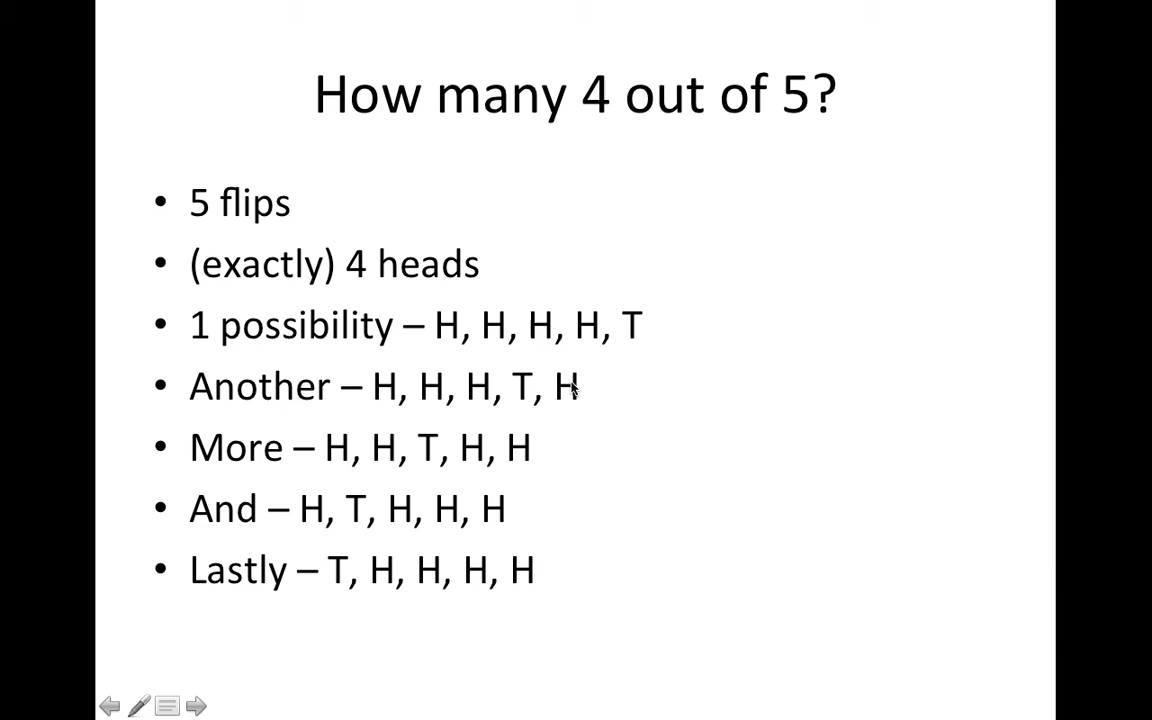 How many 4 out of 5?
• 5 flips
• (exactly) 4 heads
• 1 possibility – H, H, H, H, T
• Another – H, H, H, T, H
• More – H, H, T, H, H
• And – H, T, H, H, H
• Lastly – T, H, H, H, H